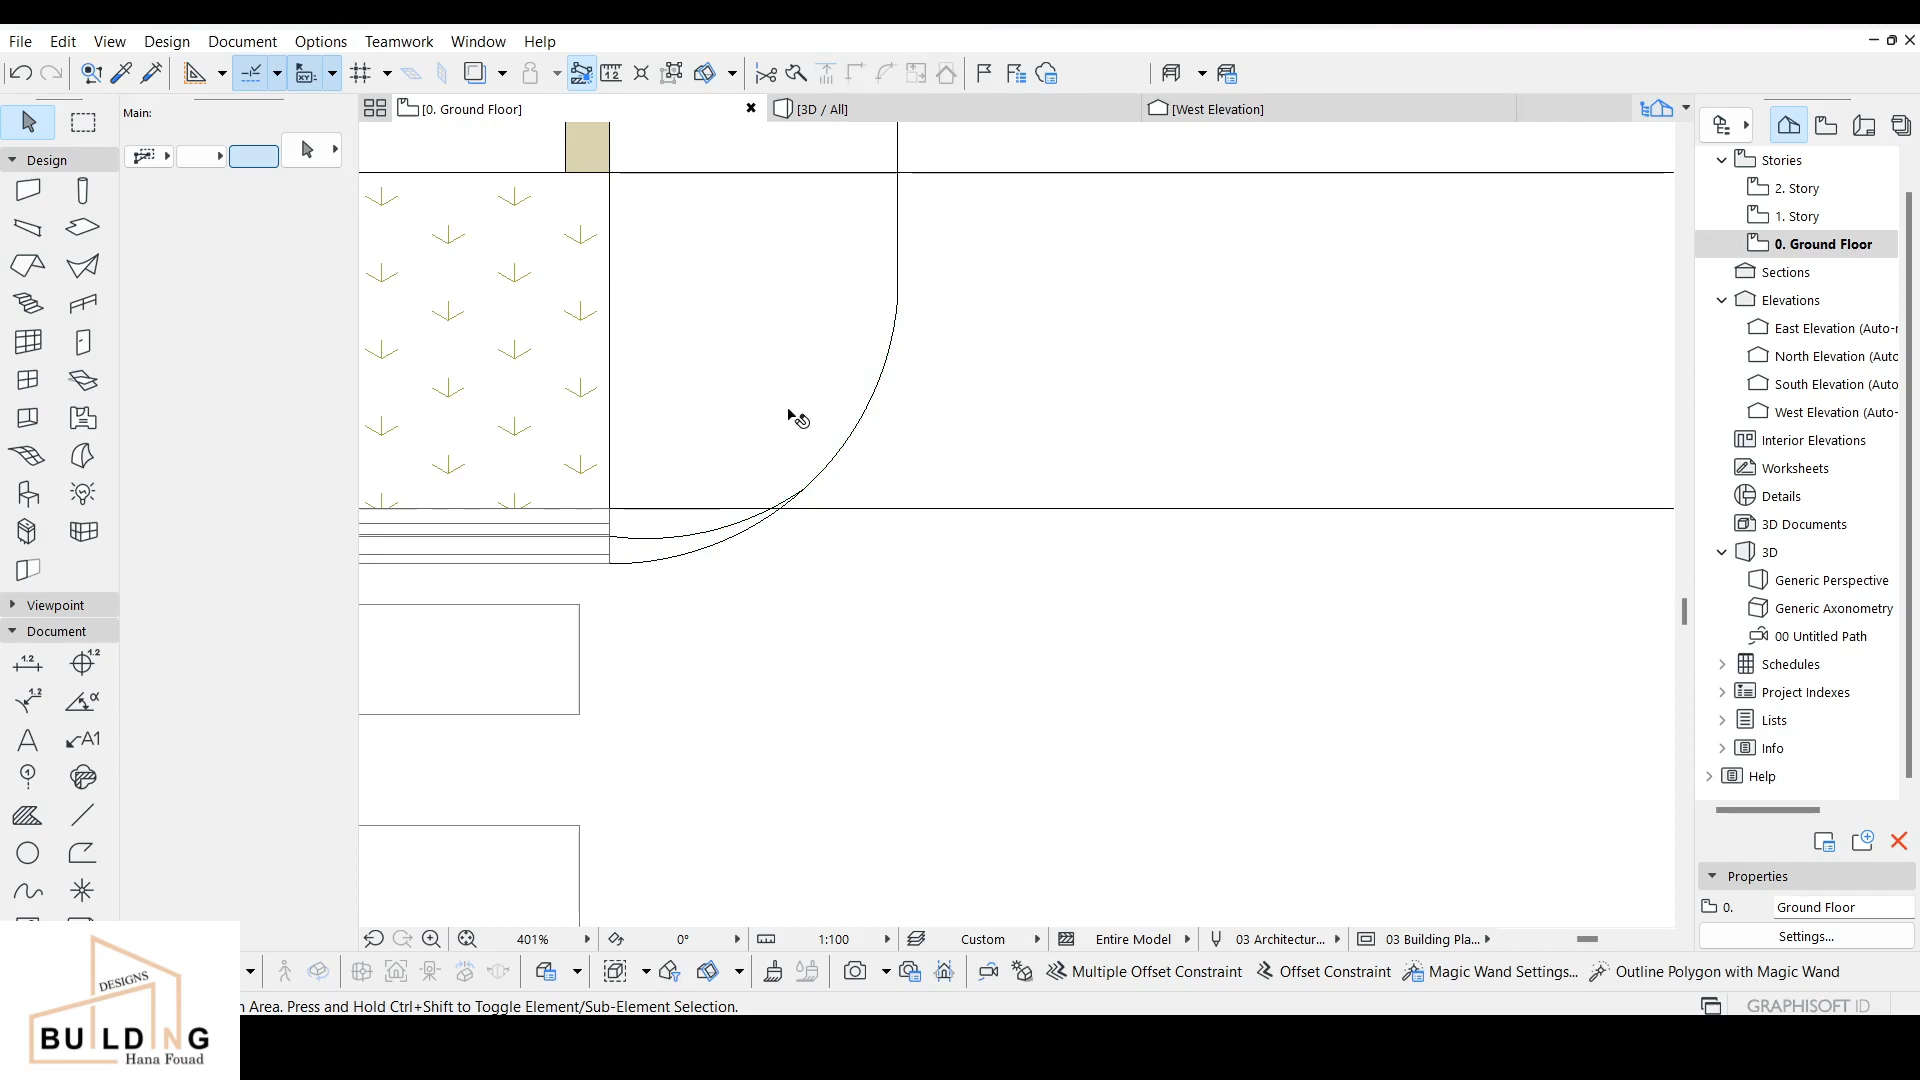 File Edit View Design Document Options Teamwork Window Help
Main:
[0. Ground Floor]
[3D / All]
[West Elevation]
Design
Viewpoint
Document
Stories
2. Story
1. Story
0. Ground Floor
Sections
Elevations
East Elevation (Auto-r
North Elevation (Auto
South Elevation (Auto
West Elevation (Auto-
Interior Elevations
Worksheets
Details
3D Documents
3D
Generic Perspective
Generic Axonometry
00 Untitled Path
Schedules
Project Indexes
Lists
Info
Help
Properties
0. Ground Floor
Settings...
401% 0° 1:100 Custom Entire Model 03 Architectur... 03 Building Pla...
Multiple Offset Constraint Offset Constraint Magic Wand Settings... Outline Polygon with Magic Wand
n Area. Press and Hold Ctrl+Shift to Toggle Element/Sub-Element Selection.
GRAPHISOFT ID
DESIGNS
BUILDING
Hana Fouad